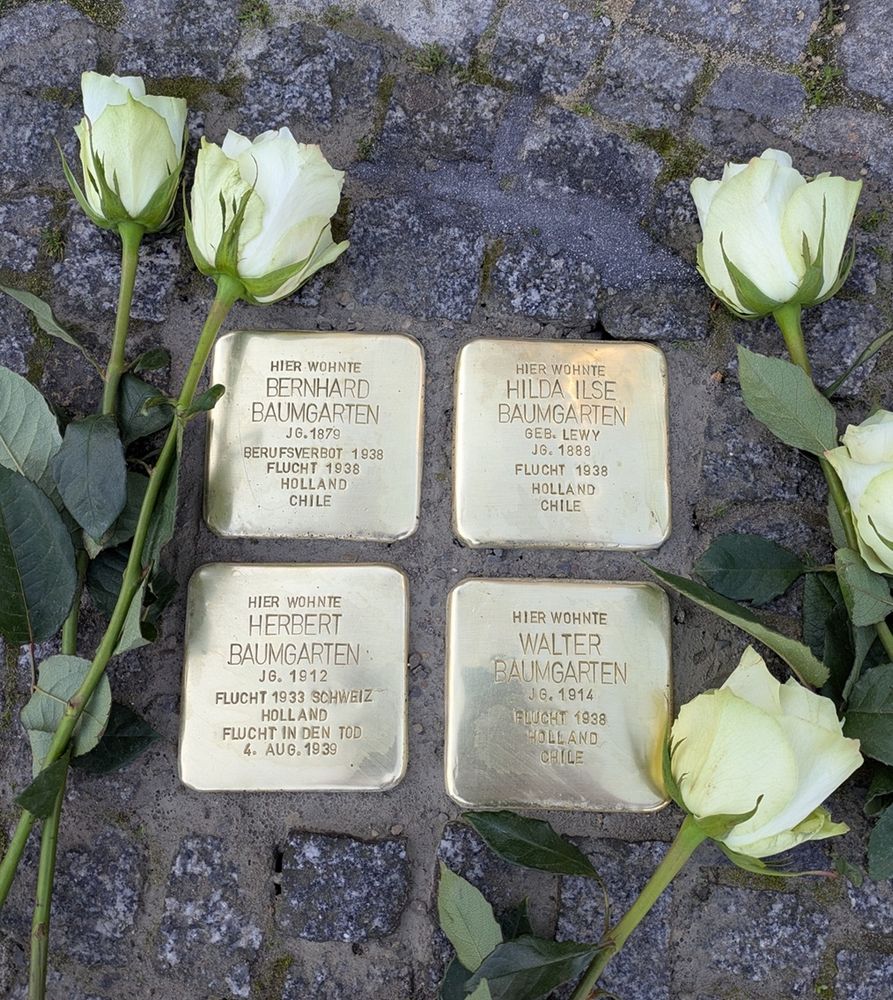 HIER WOHNTE
BERNHARD
BAUMGARTEN
JG. 1879
BERUFSVERBOT 1938
FLUCHT 1938
HOLLAND
CHILE
HIER WOHNTE
HILDA ILSE
BAUMGARTEN
GEB. LEWY
JG. 1888
FLUCHT 1938
HOLLAND
CHILE
HIER WOHNTE
HERBERT
BAUMGARTEN
JG. 1912
FLUCHT 1933 SCHWEIZ
HOLLAND
FLUCHT IN DEN TOD
4. AUG. 1939
HIER WOHNTE
WALTER
BAUMGARTEN
JG. 1914
FLUCHT 1938
HOLLAND
CHILE